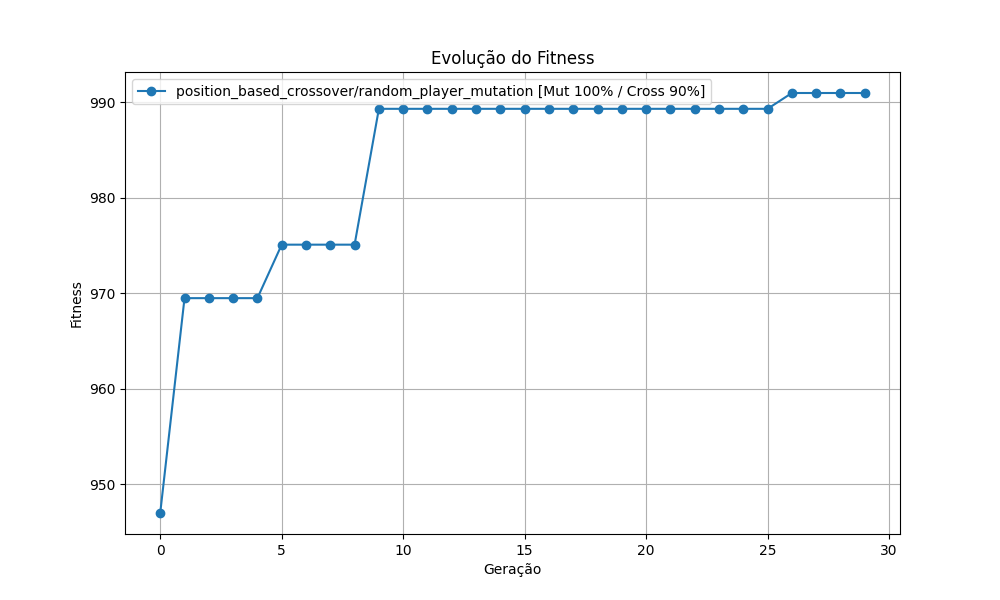 Evolução do Fitness
position_based_crossover/random_player_mutation [Mut 100% / Cross 90%]
990
980
970
960
950
Fitness
0 5 10 15 20 25 30
Geração